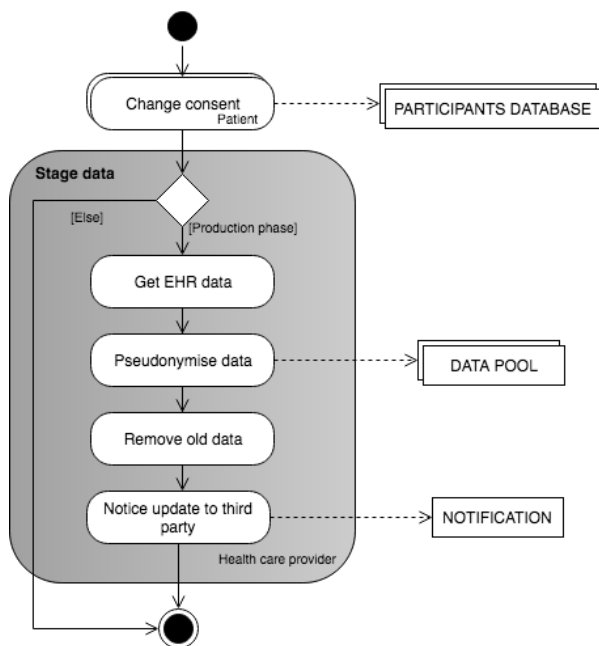 Change consent
Patient
PARTICIPANTS DATABASE
Stage data
[Else]
[Production phase]
Get EHR data
Pseudonymise data
DATA POOL
Remove old data
Notice update to third
party
NOTIFICATION
Health care provider